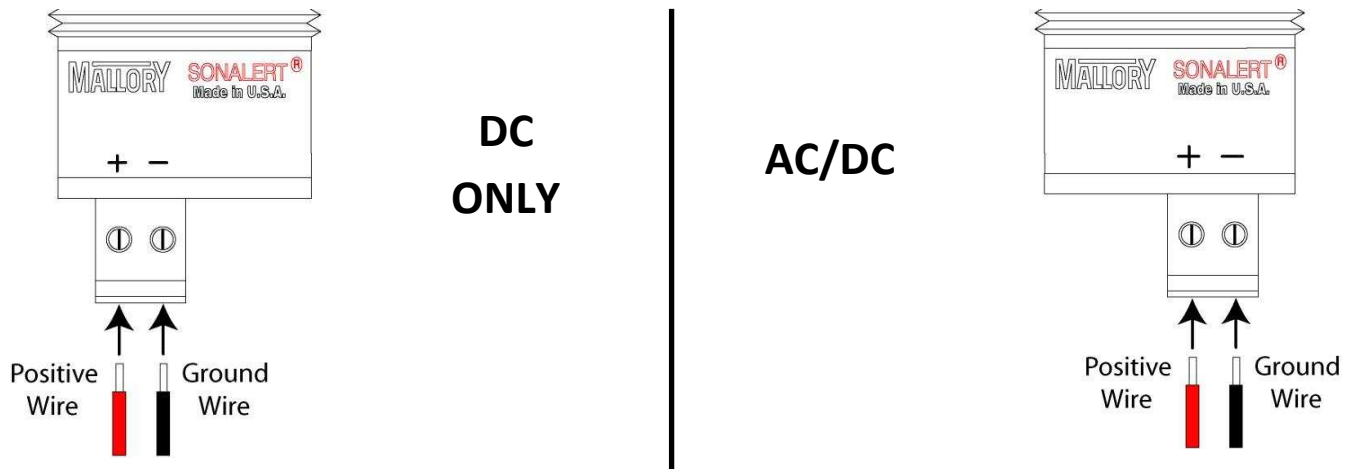 MALLORY SONALERT®
Made in U.S.A.
+ −
DC
ONLY
Positive Wire
Ground Wire
AC/DC
MALLORY SONALERT®
Made in U.S.A.
+ −
Positive Wire
Ground Wire